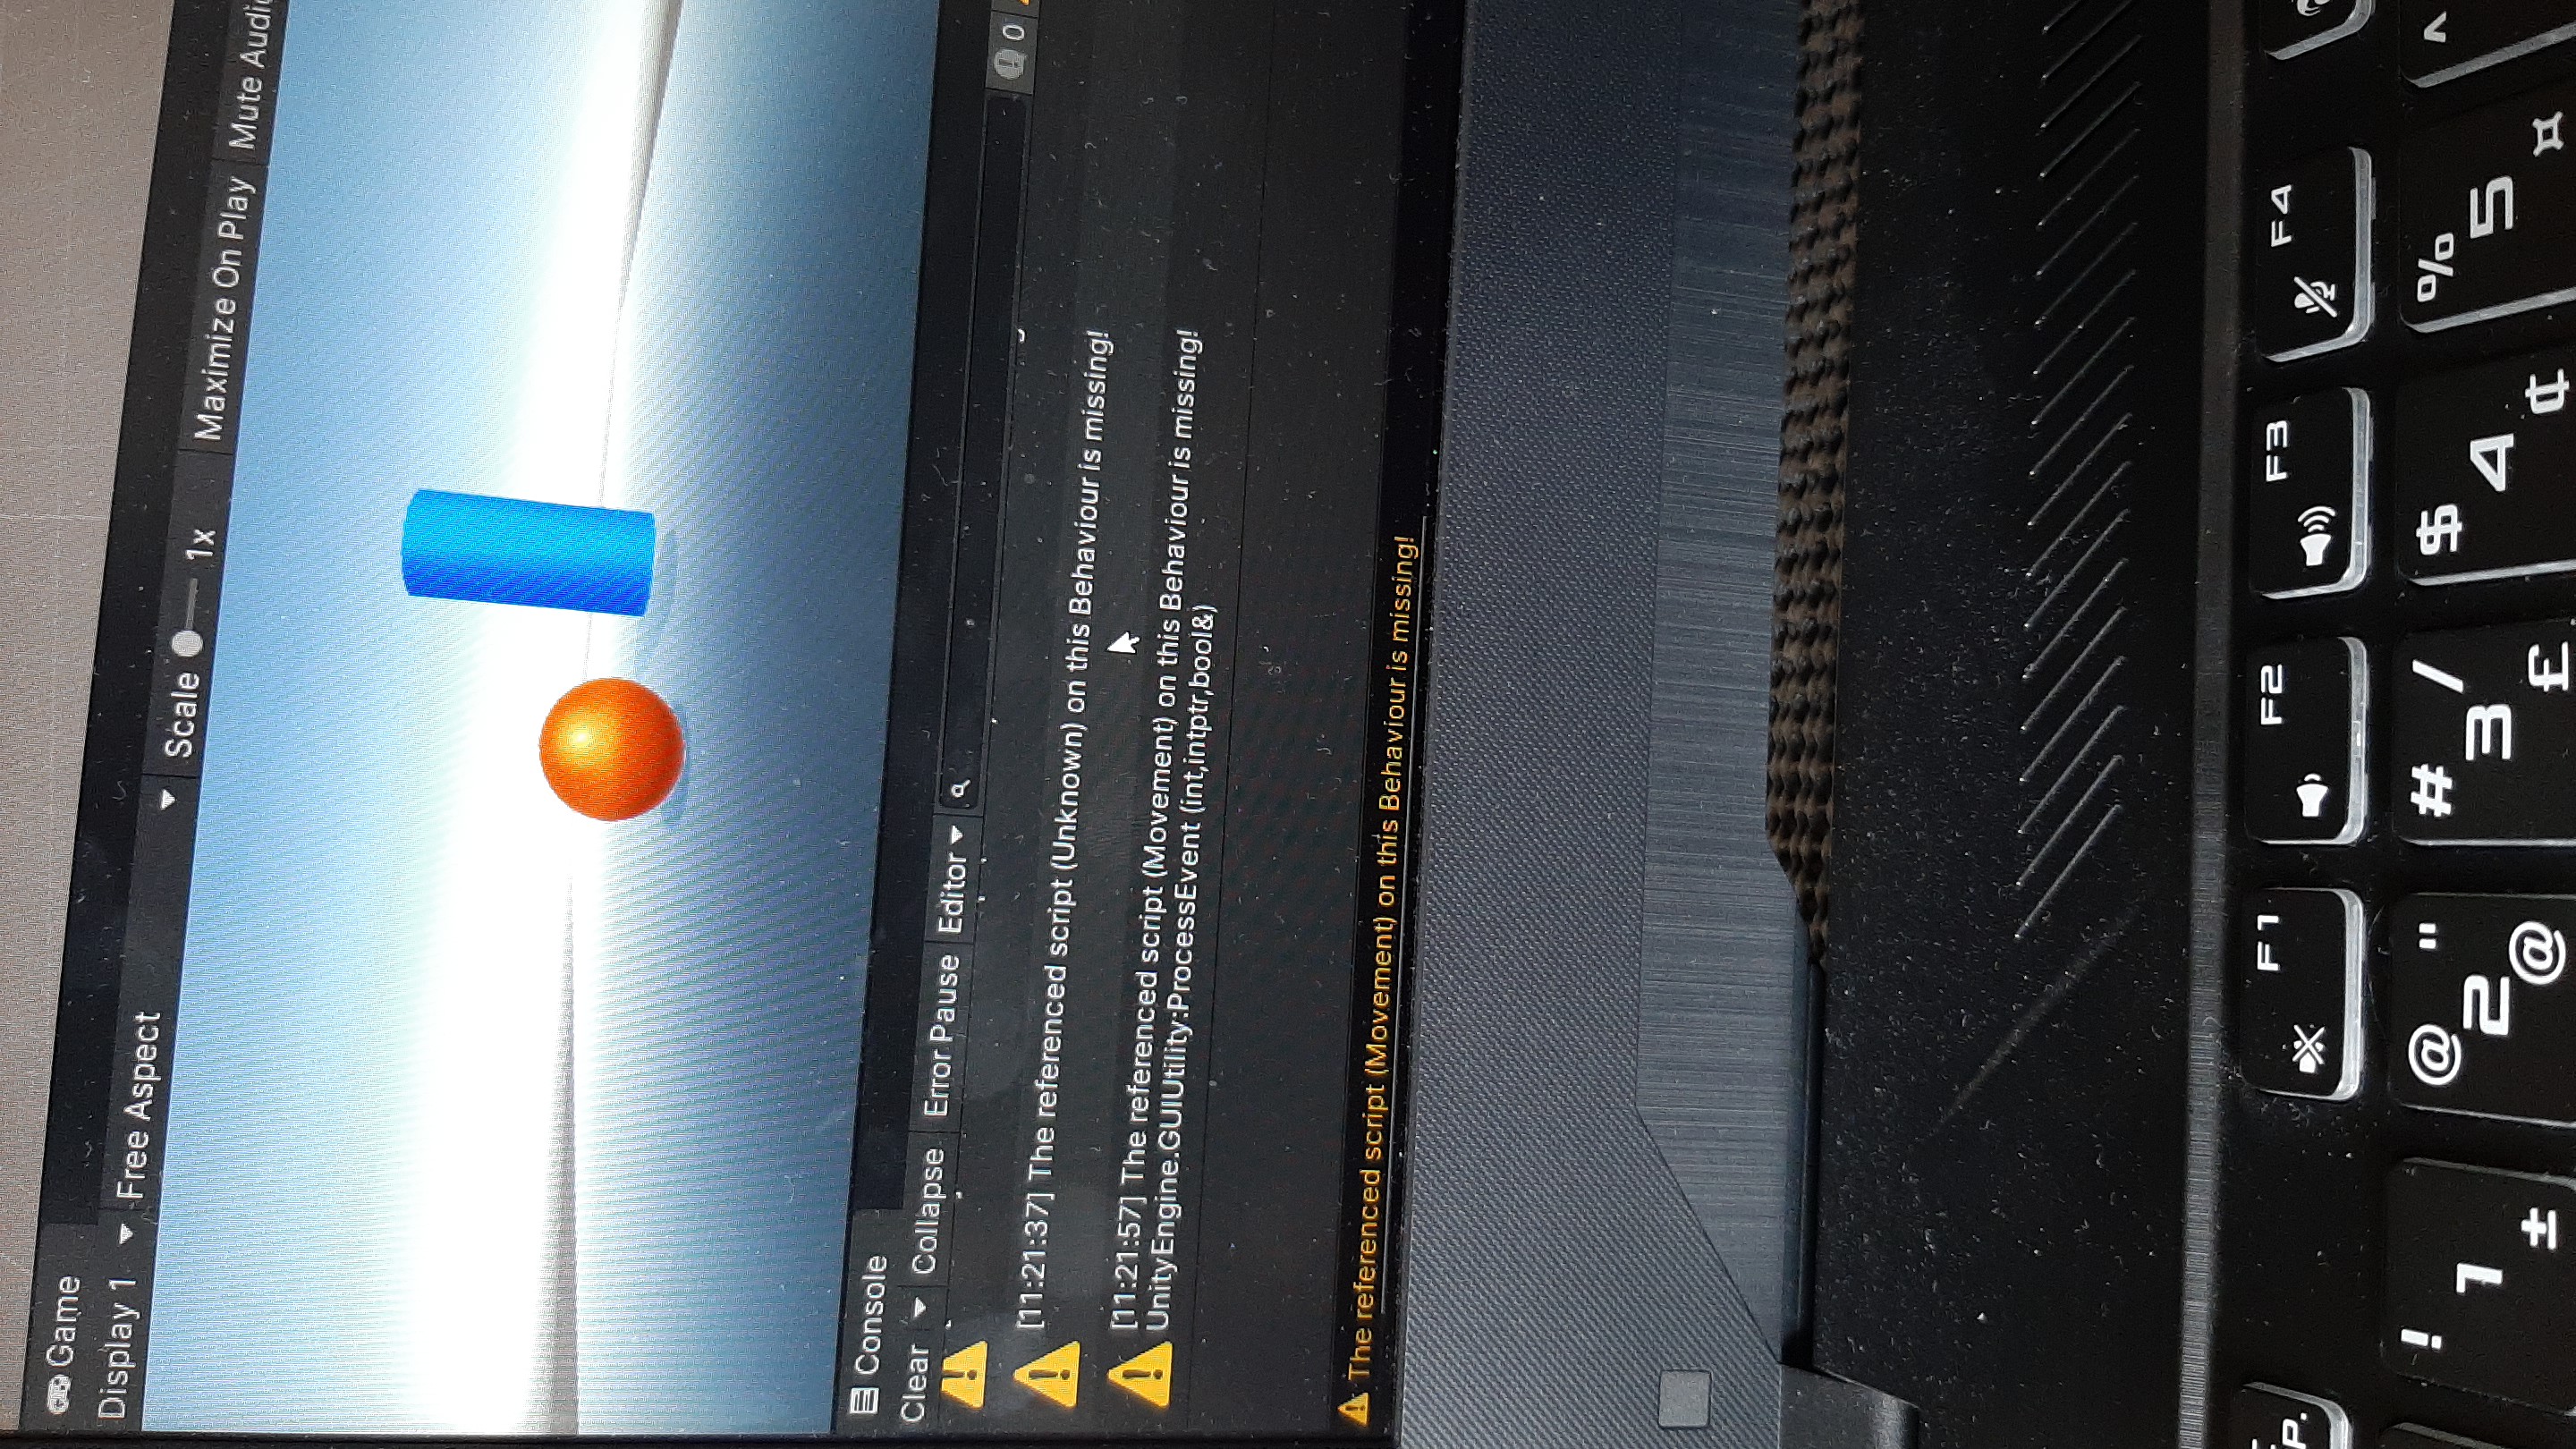 Game
Display 1
Free Aspect
Scale
1x
Maximize On Play
Mute Audi
Console
Clear
Collapse
Error Pause
Editor
0
[11:21:37] The referenced script (Unknown) on this Behaviour is missing!
[11:21:57] The referenced script (Movement) on this Behaviour is missing!
UnityEngine.GUIUtility:ProcessEvent (int,intptr,bool&)
The referenced script (Movement) on this Behaviour is missing!
F1
F2
F3
F4
P.
! 1 ±
@ " 2 @
# / 3 £
$ 4 ¢
% 5 ¤
^